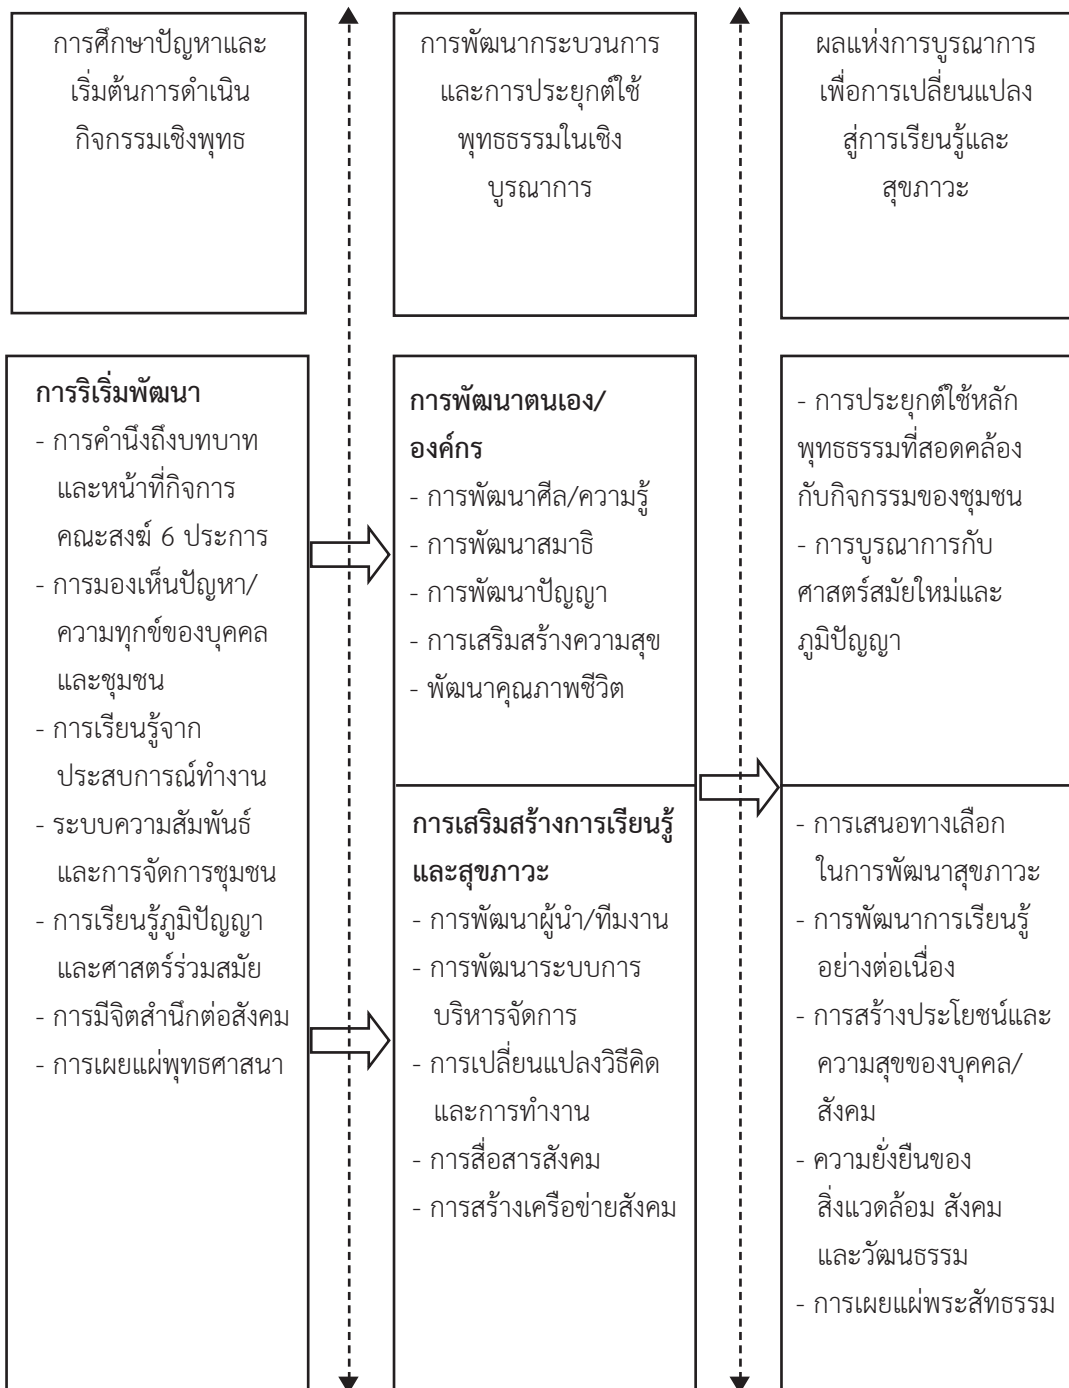 การศึกษาปัญหาและ
เริ่มต้นการดำเนิน
กิจกรรมเชิงพุทธ
การพัฒนากระบวนการ
และการประยุกต์ใช้
พุทธธรรมในเชิง
บูรณาการ
ผลแห่งการบูรณาการ
เพื่อการเปลี่ยนแปลง
สู่การเรียนรู้และ
สุขภาวะ
การริเริ่มพัฒนา
- การคำนึงถึงบทบาท
และหน้าที่กิจการ
คณะสงฆ์ 6 ประการ
- การมองเห็นปัญหา/
ความทุกข์ของบุคคล
และชุมชน
- การเรียนรู้จาก
ประสบการณ์ทำงาน
- ระบบความสัมพันธ์
และการจัดการชุมชน
- การเรียนรู้ภูมิปัญญา
และศาสตร์ร่วมสมัย
- การมีจิตสำนึกต่อสังคม
- การเผยแผ่พุทธศาสนา
การพัฒนาตนเอง/
องค์กร
- การพัฒนาศีล/ความรู้
- การพัฒนาสมาธิ
- การพัฒนาปัญญา
- การเสริมสร้างความสุข
- พัฒนาคุณภาพชีวิต
การเสริมสร้างการเรียนรู้
และสุขภาวะ
- การพัฒนาผู้นำ/ทีมงาน
- การพัฒนาระบบการ
บริหารจัดการ
- การเปลี่ยนแปลงวิธีคิด
และการทำงาน
- การสื่อสารสังคม
- การสร้างเครือข่ายสังคม
- การประยุกต์ใช้หลัก
พุทธธรรมที่สอดคล้อง
กับกิจกรรมของชุมชน
- การบูรณาการกับ
ศาสตร์สมัยใหม่และ
ภูมิปัญญา
- การเสนอทางเลือก
ในการพัฒนาสุขภาวะ
- การพัฒนาการเรียนรู้
อย่างต่อเนื่อง
- การสร้างประโยชน์และ
ความสุขของบุคคล/
สังคม
- ความยั่งยืนของ
สิ่งแวดล้อม สังคม
และวัฒนธรรม
- การเผยแผ่พระสัทธรรม